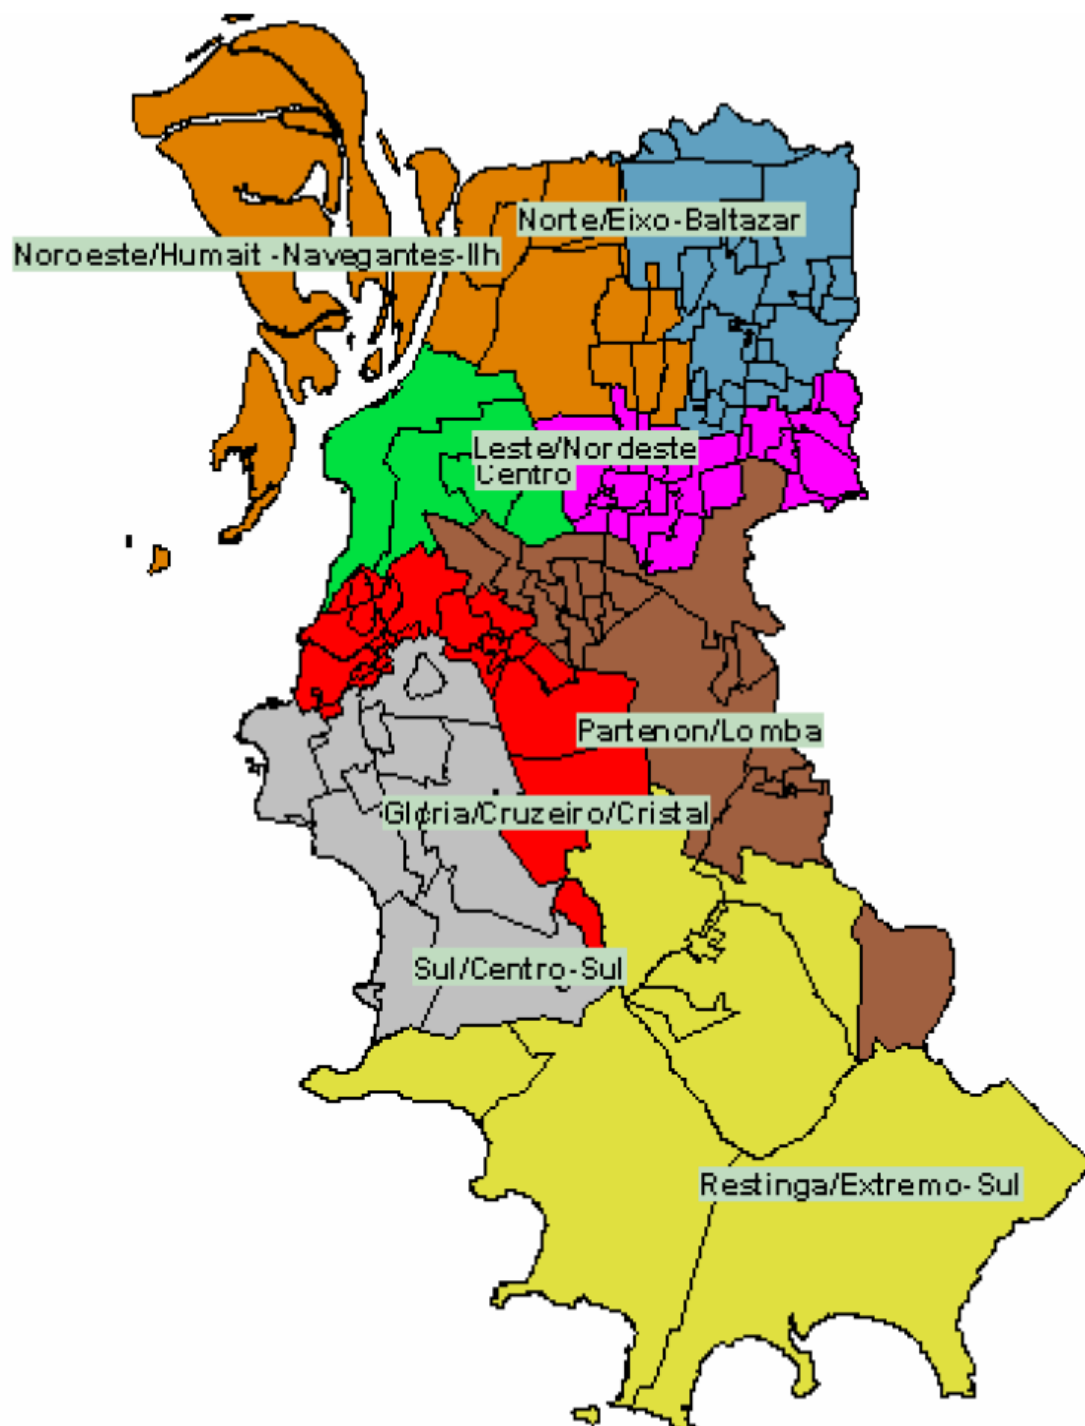 Norte/Eixo-Baltazar
Noroeste/Humait -Navegantes-Ilh
Leste/Nordeste
Centro
Partenon/Lomba
Gloria/Cruzeiro/Cristal
Sul/Centro-Sul
Restinga/Extremo-Sul